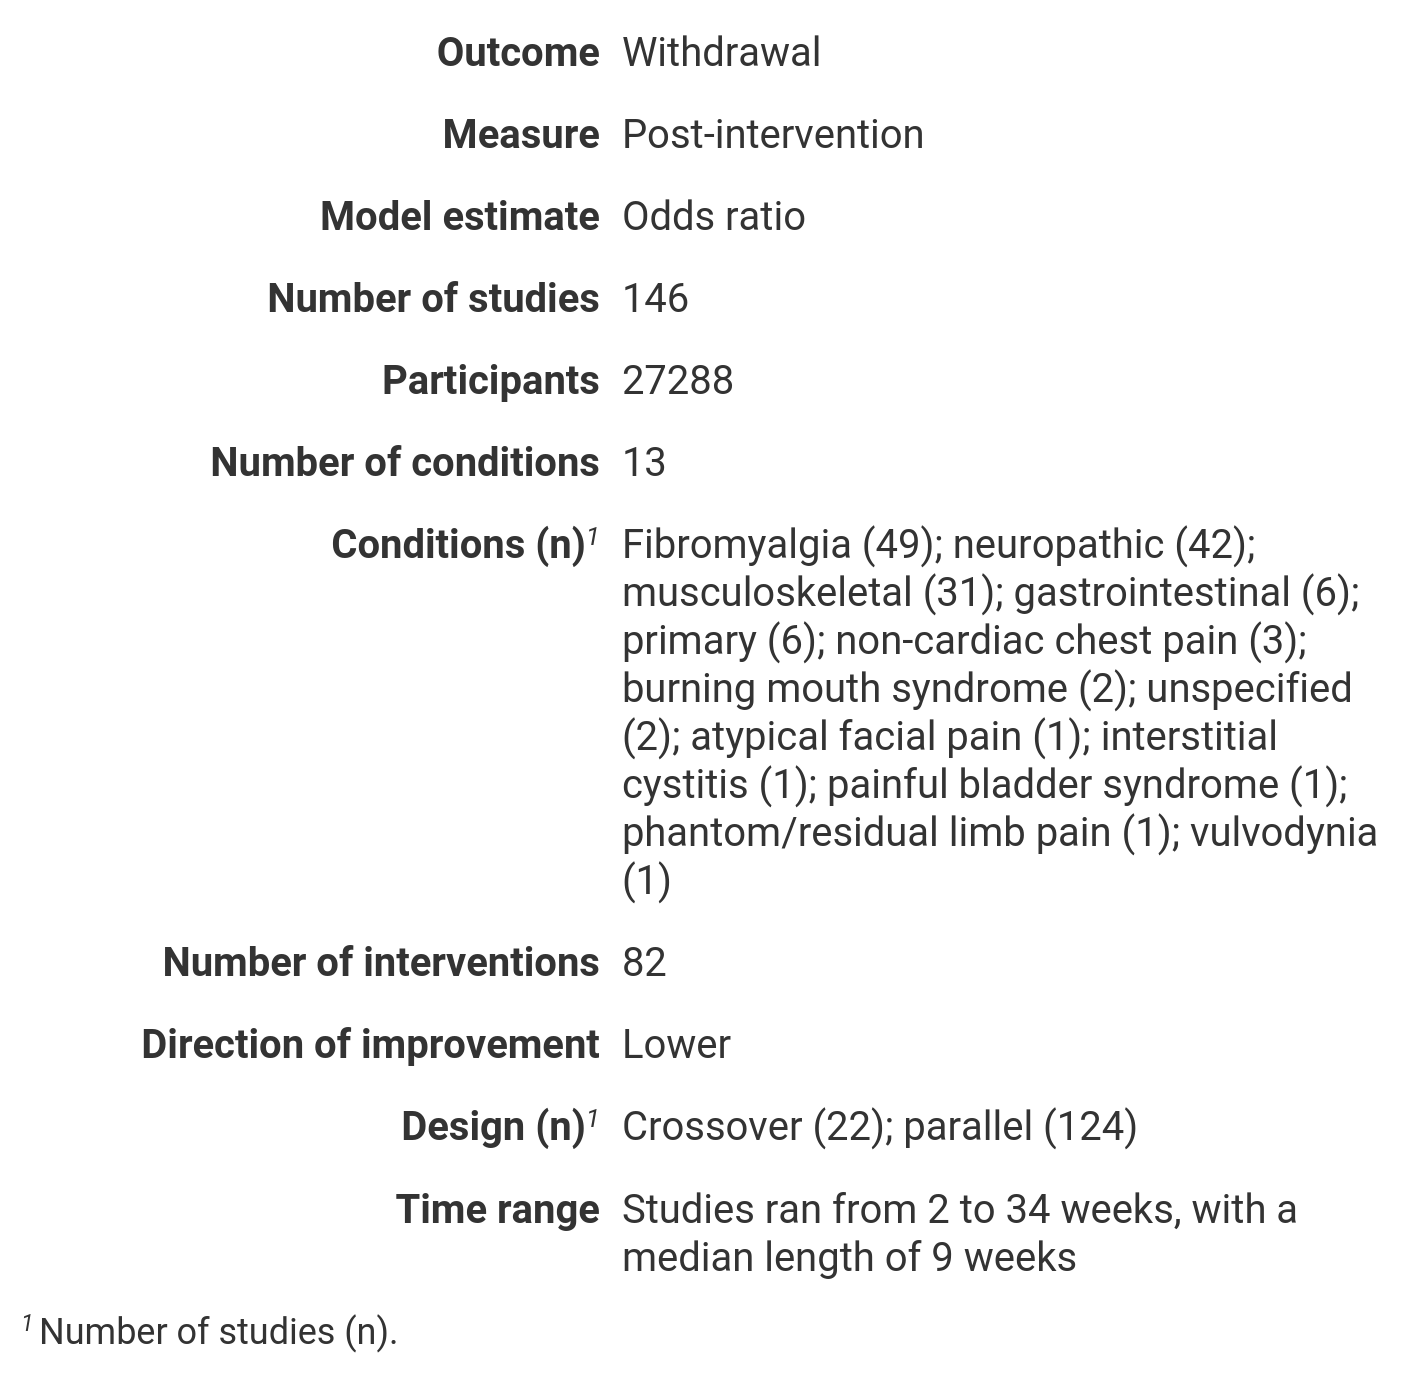 Outcome Withdrawal
Measure Post-intervention
Model estimate Odds ratio
Number of studies 146
Participants 27288
Number of conditions 13
Conditions (n)1 Fibromyalgia (49); neuropathic (42);
musculoskeletal (31); gastrointestinal (6);
primary (6); non-cardiac chest pain (3);
burning mouth syndrome (2); unspecified
(2); atypical facial pain (1); interstitial
cystitis (1); painful bladder syndrome (1);
phantom/residual limb pain (1); vulvodynia
(1)
Number of interventions 82
Direction of improvement Lower
Design (n)1 Crossover (22); parallel (124)
Time range Studies ran from 2 to 34 weeks, with a
median length of 9 weeks
1 Number of studies (n).